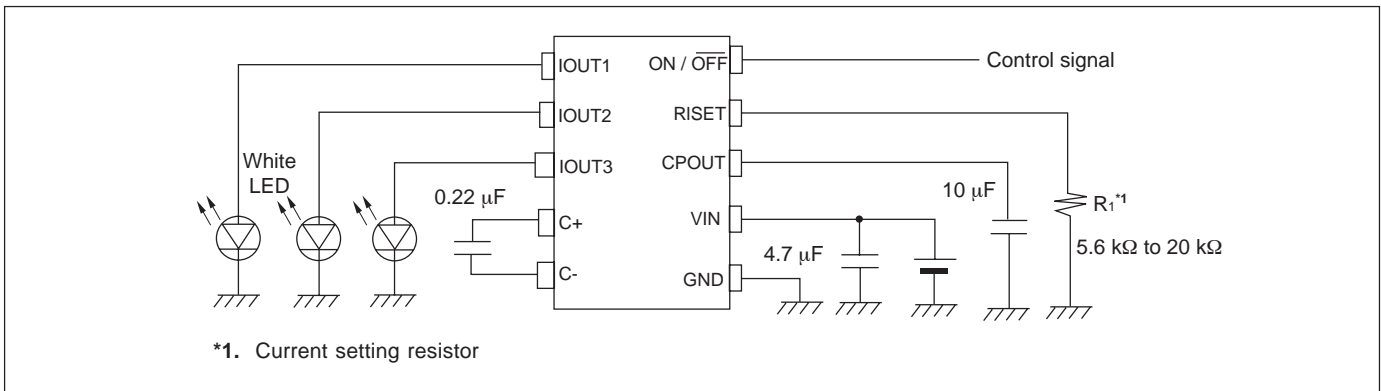 IOUT1
ON / OFF
Control signal
IOUT2
RISET
IOUT3
CPOUT
White
LED
0.22 μF
10 μF
R1*1
C+
VIN
5.6 kΩ to 20 kΩ
4.7 μF
C-
GND
*1. Current setting resistor